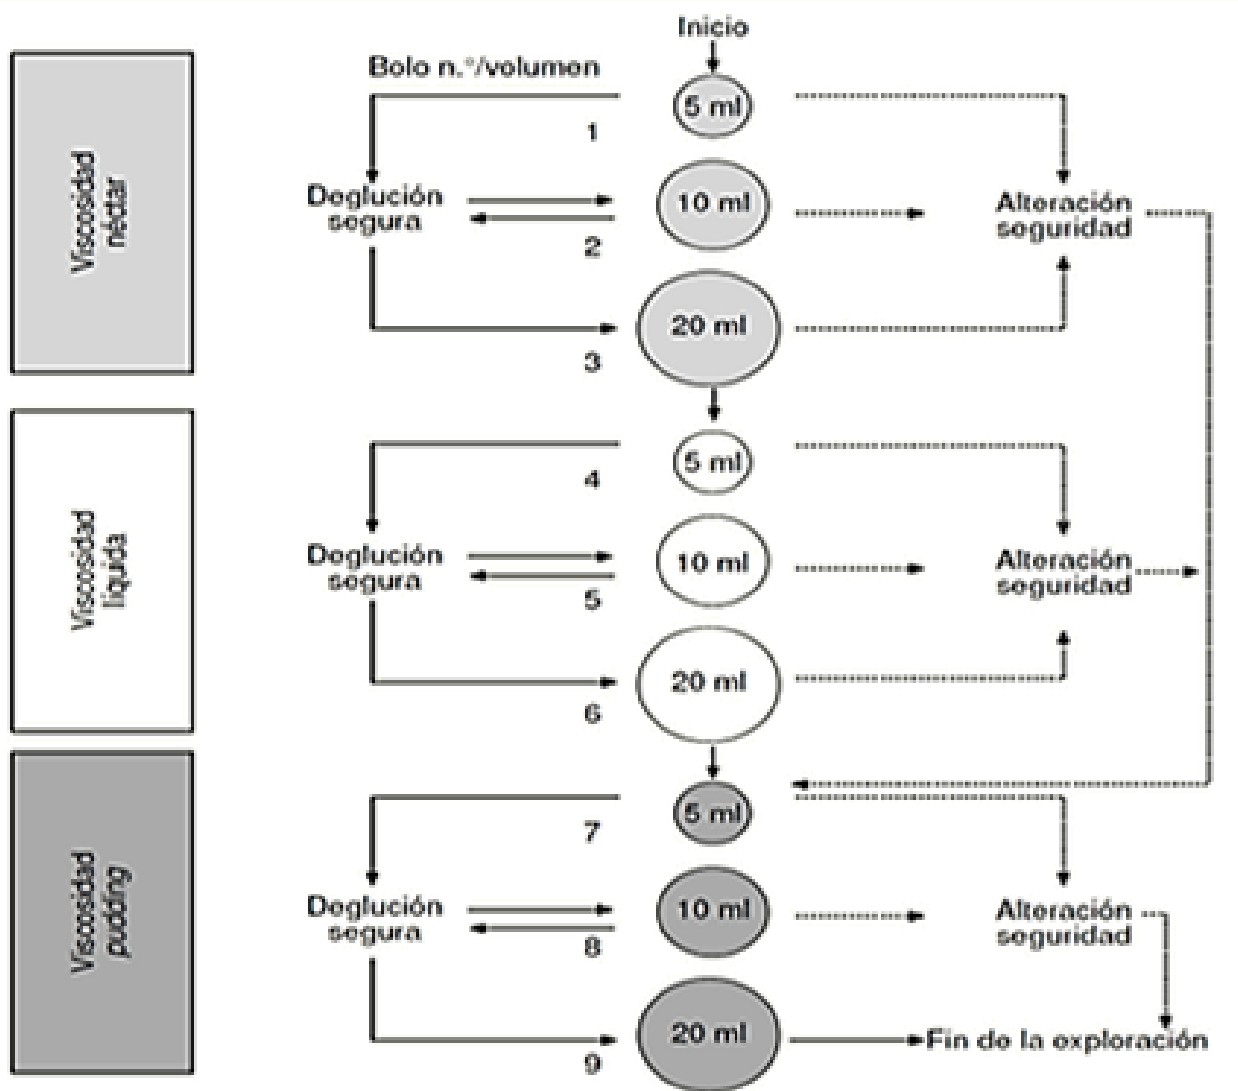 Inicio
Bolo n.º/volumen
5 ml
1
Viscosidad
néctar
Deglución
segura
10 ml
2
Alteración
seguridad
20 ml
3
5 ml
4
Viscosidad
líquida
Deglución
segura
10 ml
5
Alteración
seguridad
20 ml
6
5 ml
7
Viscosidad
pudding
Deglución
segura
10 ml
8
Alteración
seguridad
20 ml
9
Fin de la exploración